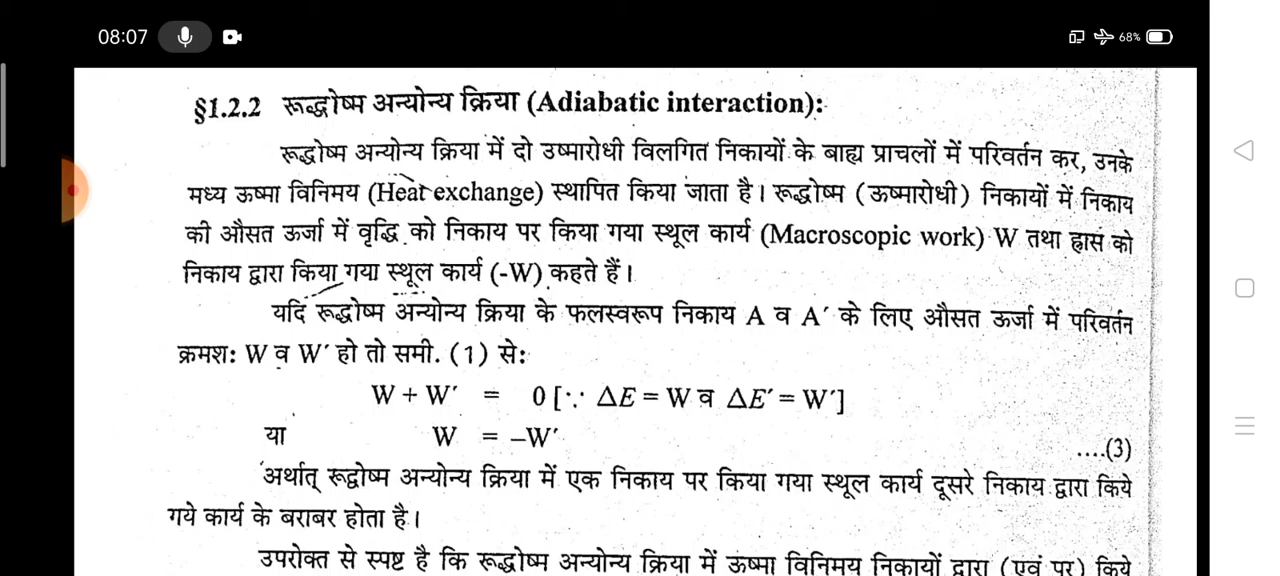 08:07
68%
§1.2.2 रूद्धोष्म अन्योन्य क्रिया (Adiabatic interaction):
रूद्धोष्म अन्योन्य क्रिया में दो उष्मारोधी विलगित निकायों के बाह्य प्राचलों में परिवर्तन कर, उनके
मध्य ऊष्मा विनिमय (Heat exchange) स्थापित किया जाता है। रूद्धोष्म (ऊष्मारोधी) निकायों में निकाय
की औसत ऊर्जा में वृद्धि को निकाय पर किया गया स्थूल कार्य (Macroscopic work) W तथा ह्रास को
निकाय द्वारा किया गया स्थूल कार्य (-W) कहते हैं।
यदि रूद्धोष्म अन्योन्य क्रिया के फलस्वरूप निकाय A व A′ के लिए औसत ऊर्जा में परिवर्तन
क्रमश: W व W′ हो तो समी. (1) से:
W + W′ = 0 [∵ ΔE = W व ΔE′ = W′]
या W = –W′ ....(3)
अर्थात् रूद्धोष्म अन्योन्य क्रिया में एक निकाय पर किया गया स्थूल कार्य दूसरे निकाय द्वारा किये
गये कार्य के बराबर होता है।
उपरोक्त से स्पष्ट है कि रूद्धोष्म अन्योन्य क्रिया में ऊष्मा विनिमय निकायों द्वारा (एवं पर) किये